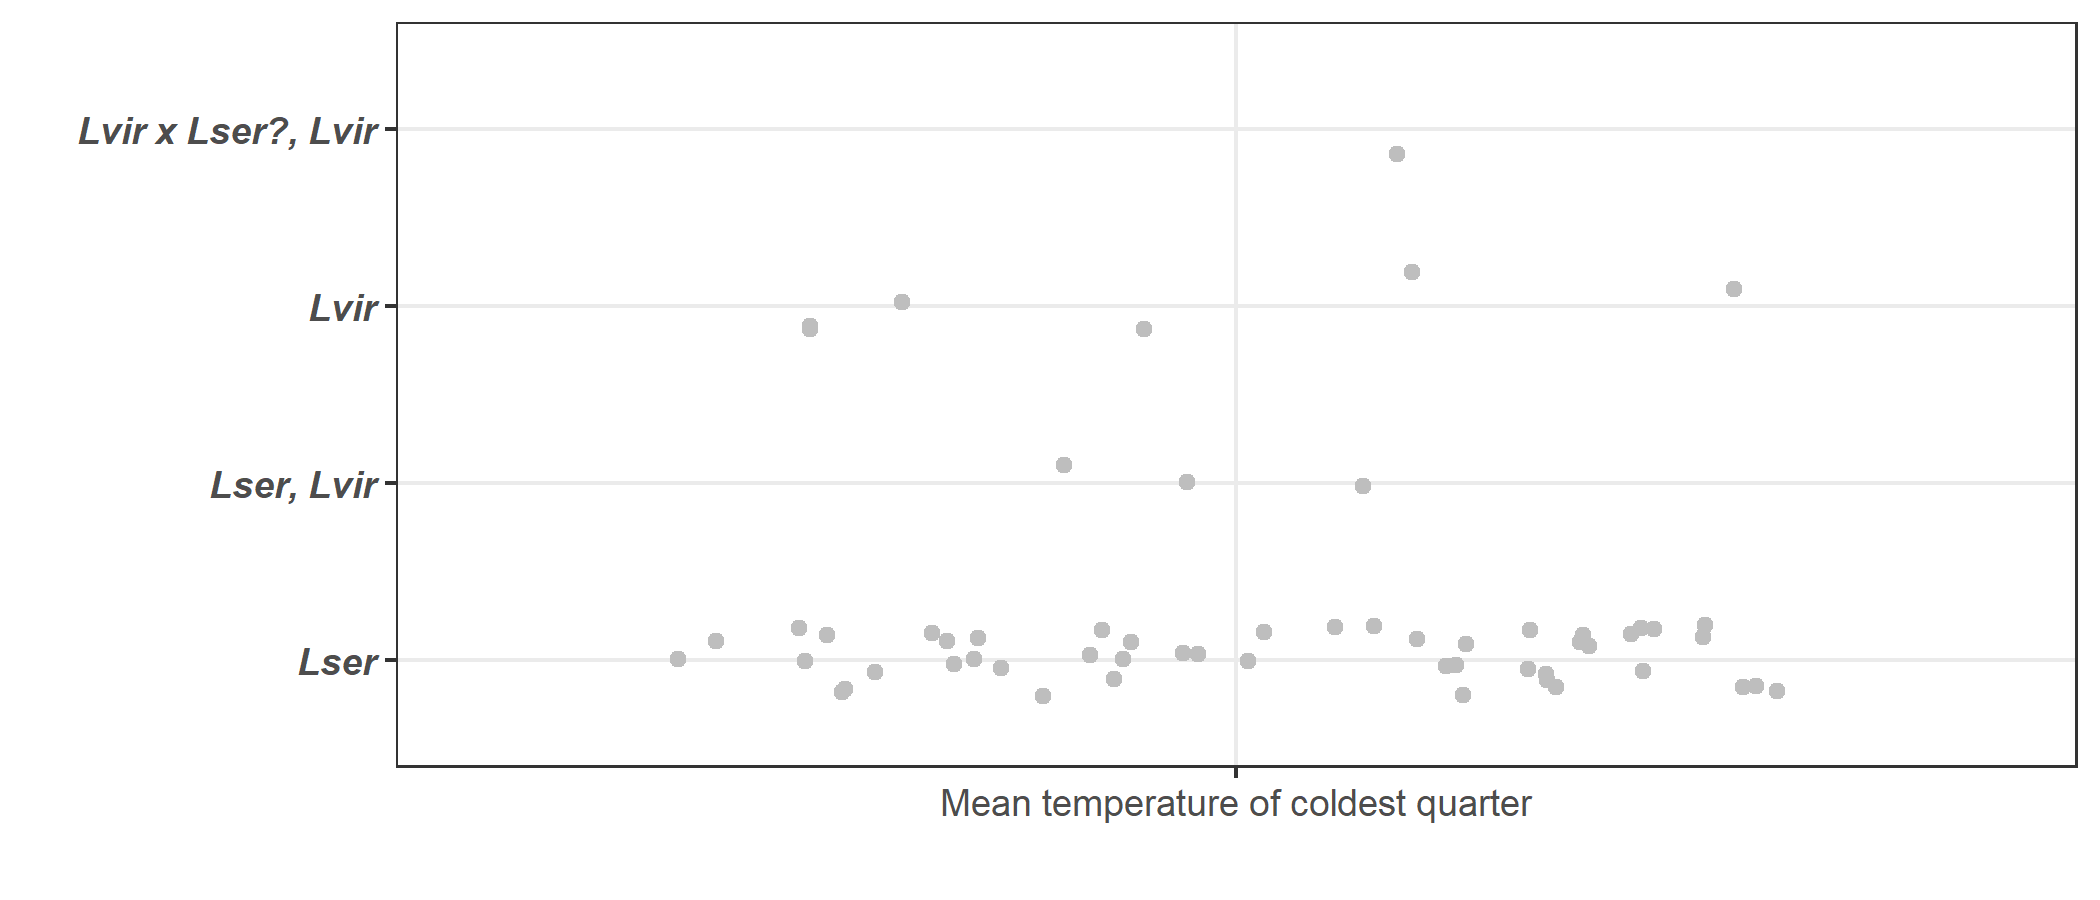 Lvir x Lser?, Lvir
Lvir
Lser, Lvir
Lser
Mean temperature of coldest quarter